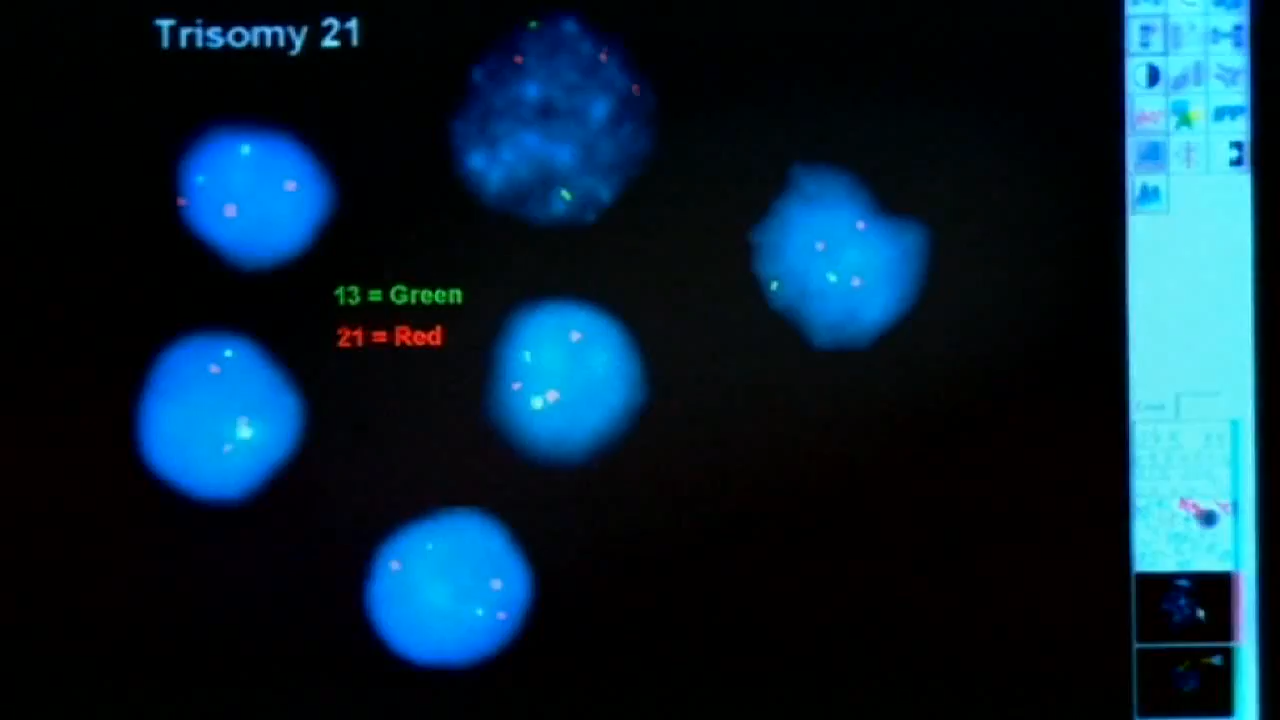 Trisomy 21
13 = Green
21 = Red